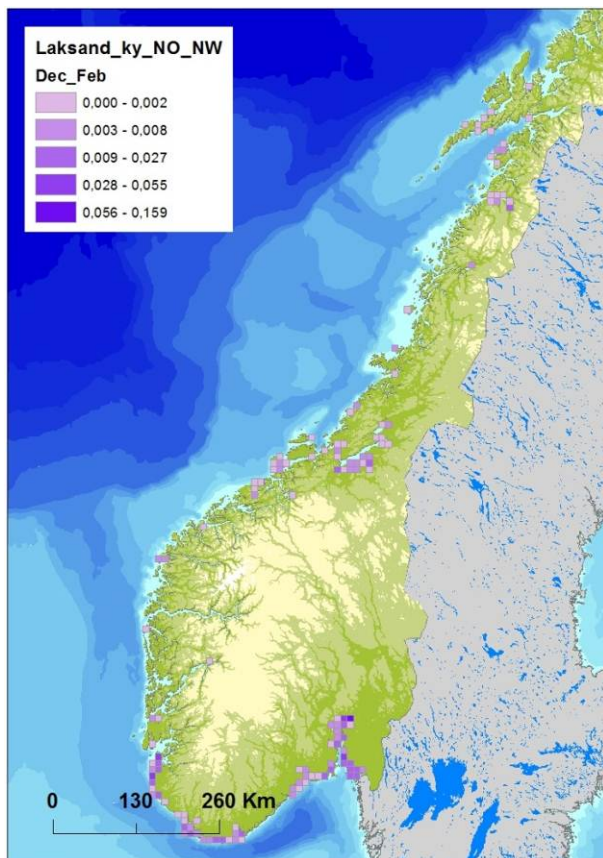 Laksand_ky_NO_NW
Dec_Feb
0,000 - 0,002
0,003 - 0,008
0,009 - 0,027
0,028 - 0,055
0,056 - 0,159
0 130 260 Km